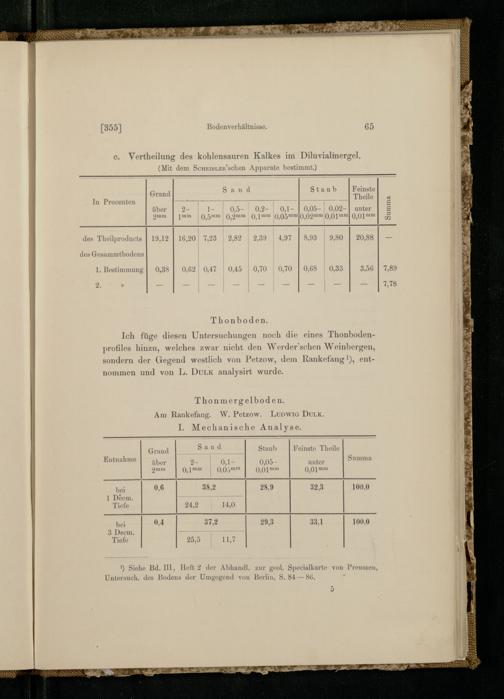 [355] Bodenverhältnisse. 65
c. Vertheilung des kohlensauren Kalkes im Diluvialmergel.
(Mit dem SCHEIBLER'schen Apparate bestimmt.)
In Procenten Grand über 2mm Sand Staub Feinste Theile unter 0,01mm Summa
2– 1mm 1– 0,5mm 0,5– 0,2mm 0,2– 0,1mm 0,1– 0,05mm 0,05– 0,02mm 0,02– 0,01mm
des Theilproducts 19,12 16,20 7,23 2,82 2,39 4,97 8,93 9,80 20,88 —
des Gesammtbodens
1. Bestimmung 0,38 0,62 0,47 0,45 0,70 0,70 0,68 0,33 3,56 7,89
2. » — — — — — — — — — 7,78
Thonboden.
Ich füge diesen Untersuchungen noch die eines Thonboden-
profiles hinzu, welches zwar nicht den Werder'schen Weinbergen,
sondern der Gegend westlich von Petzow, dem Rankefang ¹), ent-
nommen und von L. DULK analysirt wurde.
Thonmergelboden.
Am Rankefang. W. Petzow. LUDWIG DULK.
I. Mechanische Analyse.
Entnahme Grand über 2mm Sand Staub Feinste Theile Summa
2– 0,1mm 0,1– 0,05mm 0,05– 0,01mm unter 0,01mm
bei 0,6 38,2 28,9 32,3 100,0
1 Decm.
Tiefe 24,2 14,0
bei 0,4 37,2 29,3 33,1 100,0
3 Decm.
Tiefe 25,5 11,7
¹) Siehe Bd. III, Heft 2 der Abhandl. zur geol. Specialkarte von Preussen,
Untersuch. des Bodens der Umgegend von Berlin, S. 84—86.
5